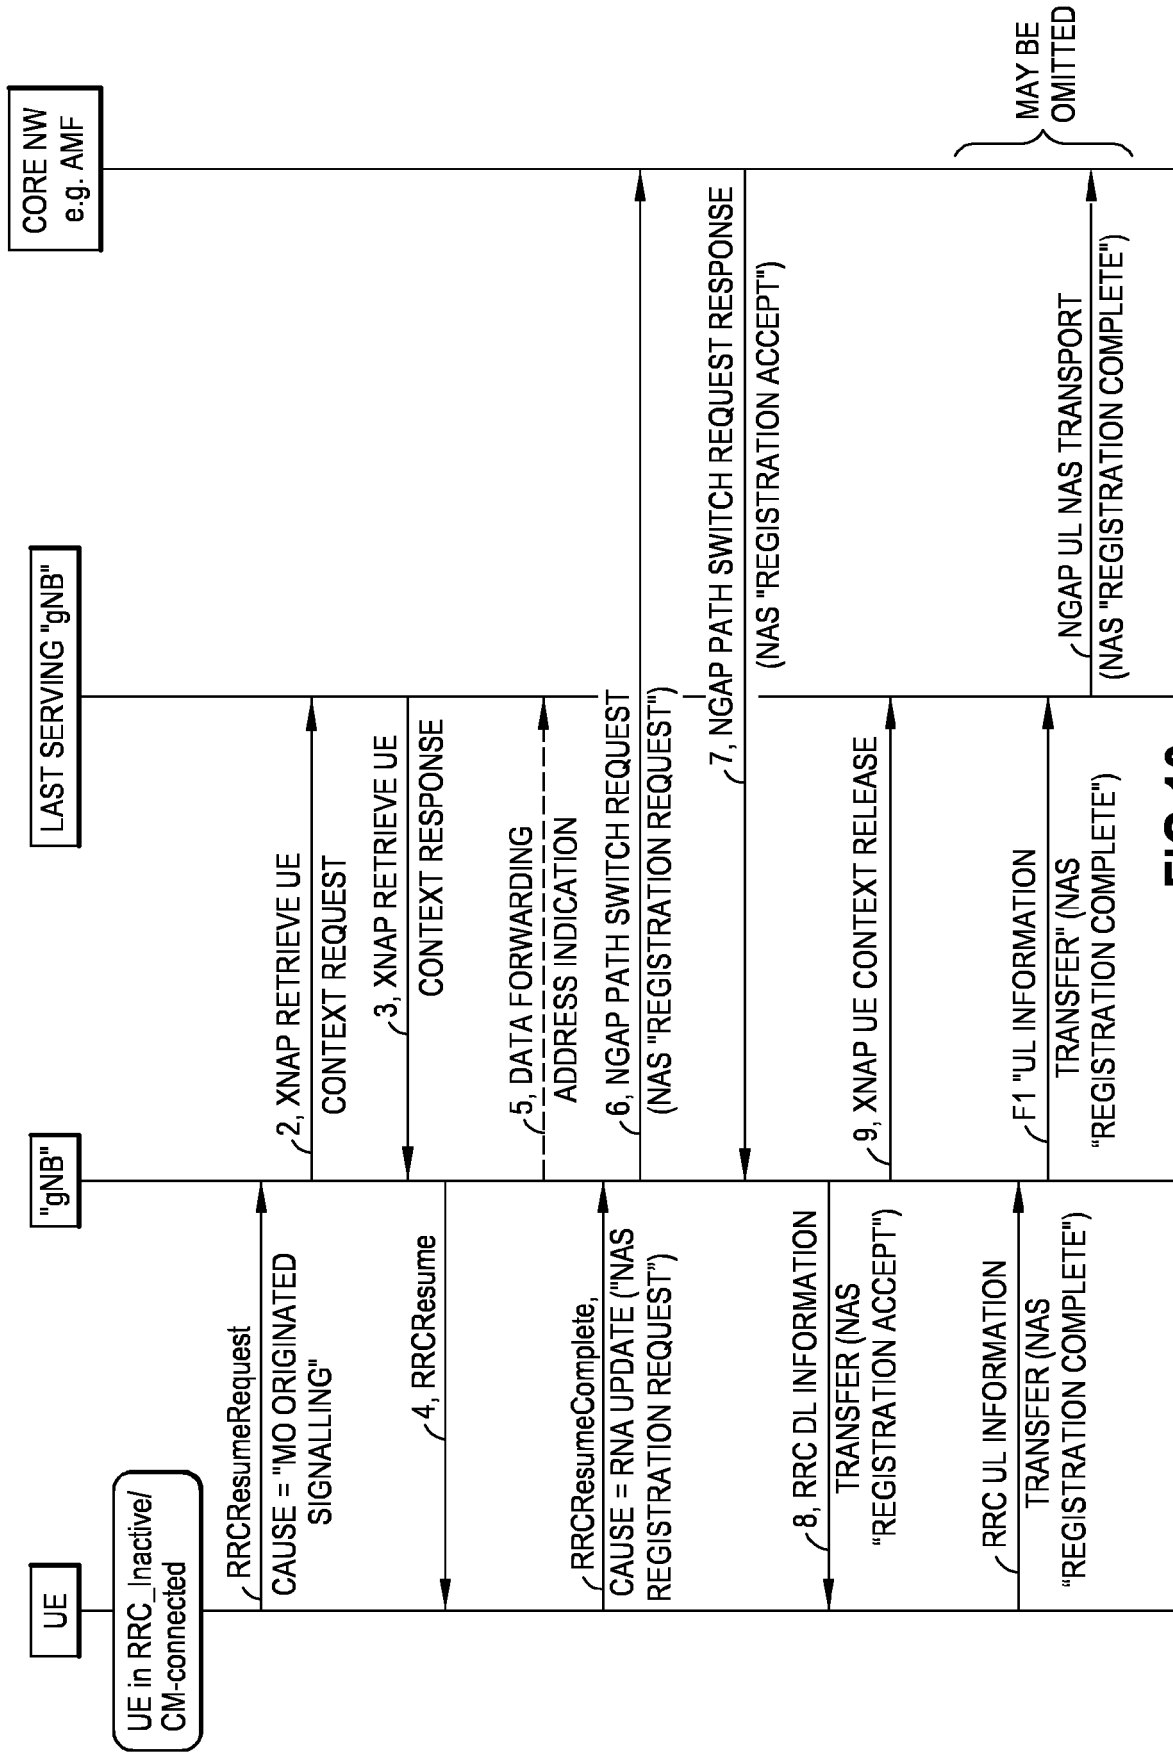 UE
"gNB"
LAST SERVING "gNB"
CORE NW
e.g. AMF
UE in RRC_Inactive/
CM-connected
RRCResumeRequest
CAUSE = "MO ORIGINATED
SIGNALLING"
2, XNAP RETRIEVE UE
CONTEXT REQUEST
3, XNAP RETRIEVE UE
CONTEXT RESPONSE
4, RRCResume
5, DATA FORWARDING
ADDRESS INDICATION
RRCResumeComplete,
CAUSE = RNA UPDATE ("NAS
REGISTRATION REQUEST")
6, NGAP PATH SWITCH REQUEST
(NAS "REGISTRATION REQUEST")
7, NGAP PATH SWITCH REQUEST RESPONSE
(NAS "REGISTRATION ACCEPT")
8, RRC DL INFORMATION
TRANSFER (NAS
"REGISTRATION ACCEPT")
9, XNAP UE CONTEXT RELEASE
RRC UL INFORMATION
TRANSFER (NAS
"REGISTRATION COMPLETE")
F1 "UL INFORMATION
TRANSFER" (NAS
"REGISTRATION COMPLETE")
NGAP UL NAS TRANSPORT
(NAS "REGISTRATION COMPLETE")
MAY BE
OMITTED